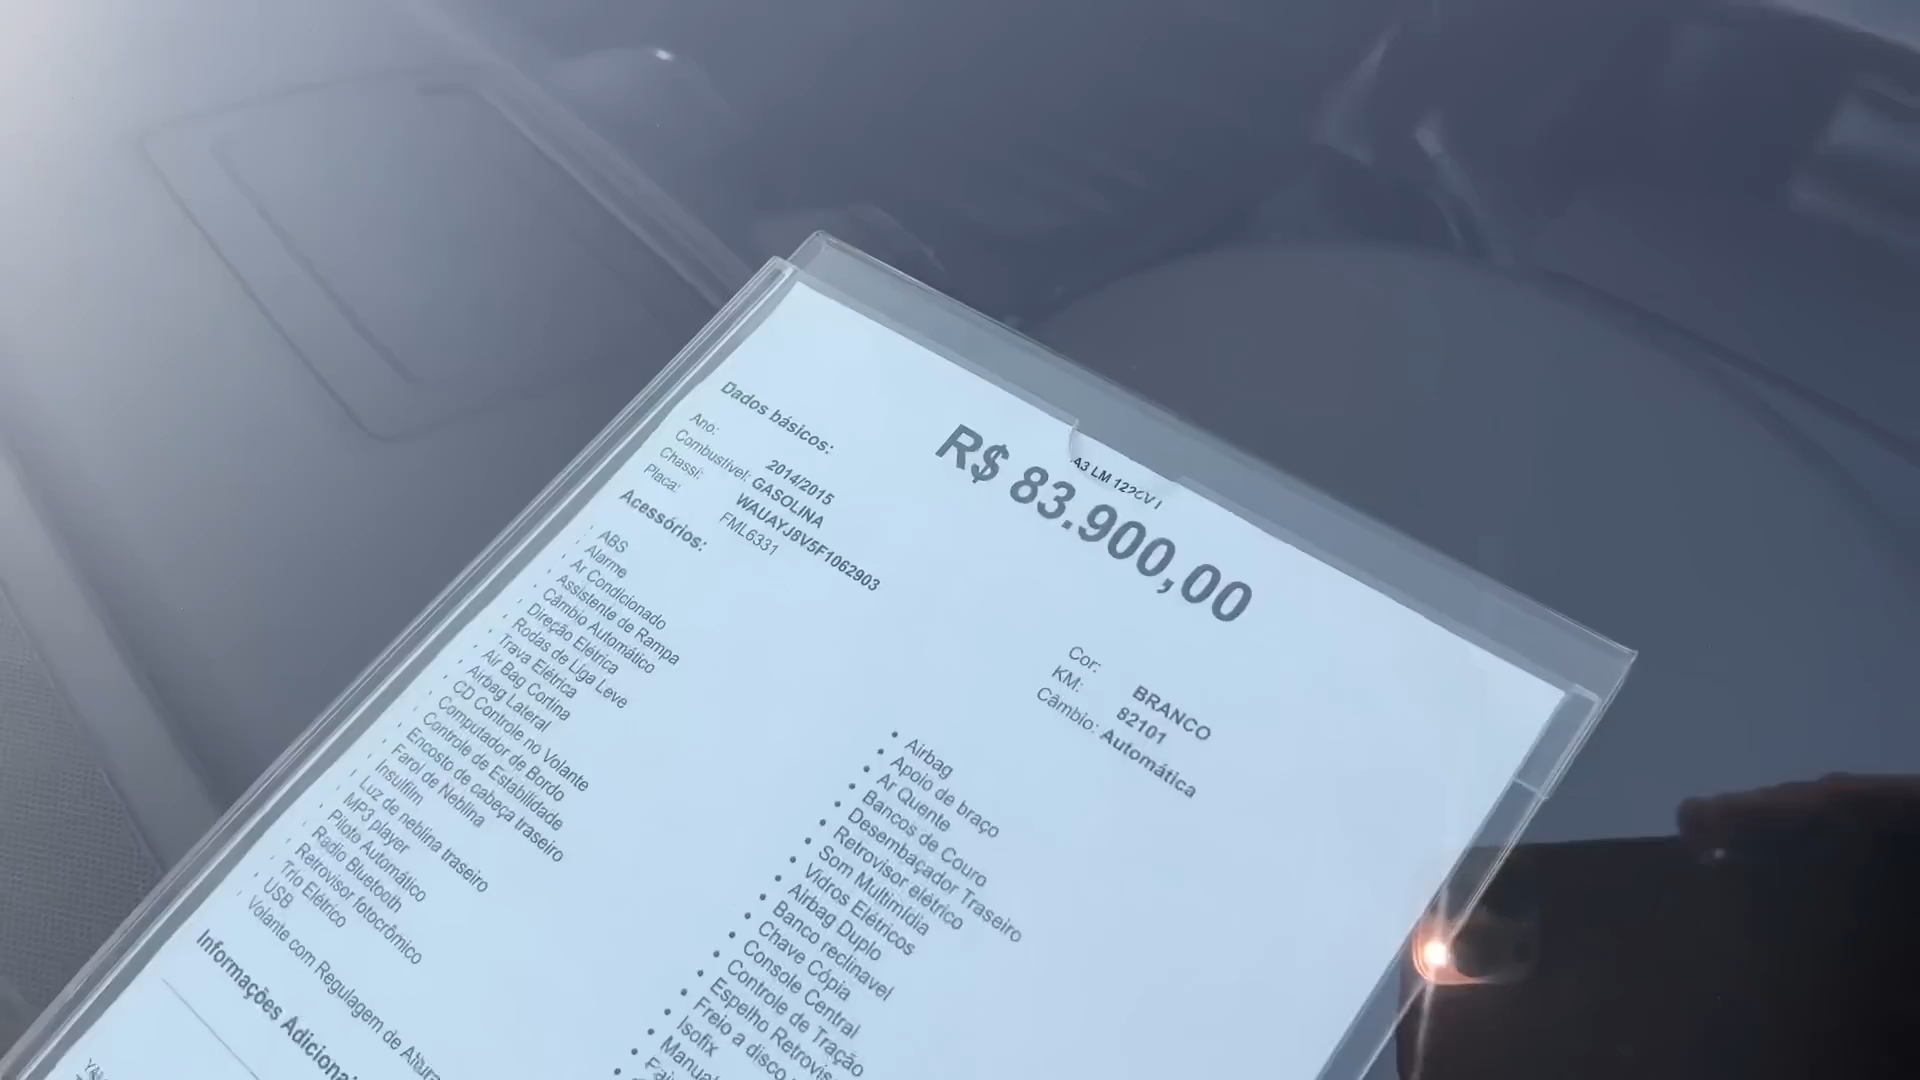 A3 LM 122CV
R$ 83.900,00
Dados básicos:
Ano: 2014/2015
Combustível: GASOLINA
Chassi: WAUAYJ8V5F1062903
Placa: FML6331
Cor: BRANCO
KM: 82101
Câmbio: Automática
Acessórios:
ABS
Alarme
Ar Condicionado
Assistente de Rampa
Câmbio Automático
Direção Elétrica
Rodas de Liga Leve
Trava Elétrica
Air Bag Cortina
Airbag Lateral
CD Controle no Volante
Computador de Bordo
Controle de Estabilidade
Encosto de cabeça traseiro
Farol de Neblina
Insulfilm
Luz de neblina traseiro
MP3 player
Piloto Automático
Radio Bluetooth
Retrovisor fotocrômico
Trio Elétrico
USB
Volante com Regulagem de Altura
• Airbag
• Apoio de braço
• Ar Quente
• Bancos de Couro
• Desembaçador Traseiro
• Retrovisor elétrico
• Som Multimídia
• Vidros Elétricos
• Airbag Duplo
• Banco reclinavel
• Chave Cópia
• Console Central
• Controle de Tração
• Espelho Retrovis
• Freio a disco
• Isofix
• Manual
Informações Adicionai